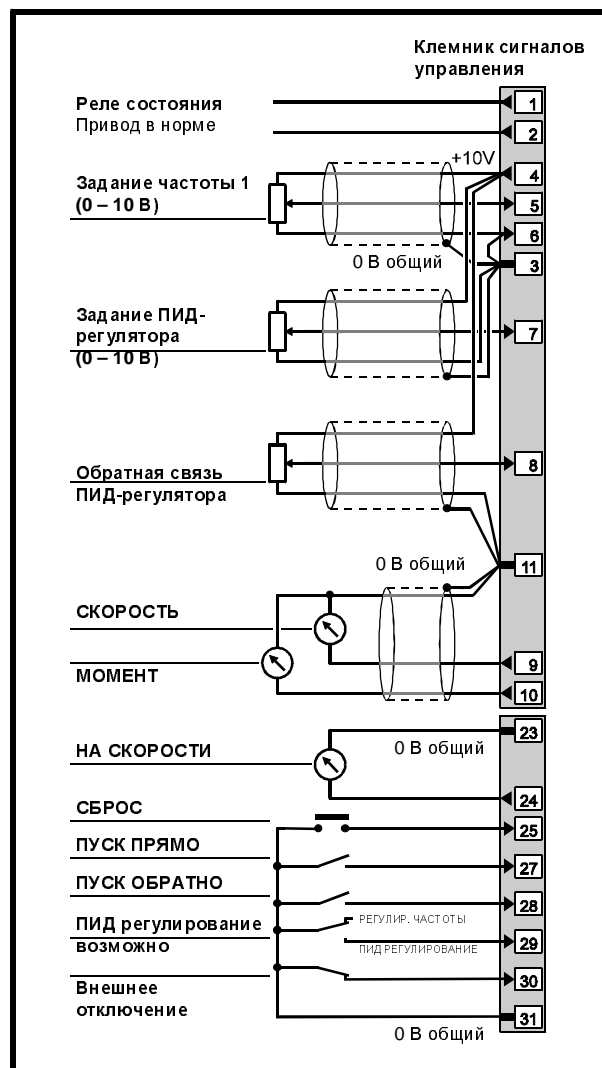 Клемник сигналов
управления
Реле состояния
Привод в норме
1
2
+10V
4
Задание частоты 1
(0 – 10 В)
5
6
0 В общий
3
Задание ПИД-
регулятора
(0 – 10 В)
7
Обратная связь
ПИД-регулятора
8
0 В общий
11
СКОРОСТЬ
МОМЕНТ
9
10
23
НА СКОРОСТИ
0 В общий
24
СБРОС
25
ПУСК ПРЯМО
27
ПУСК ОБРАТНО
28
ПИД регулирование
возможно
РЕГУЛИР. ЧАСТОТЫ
ПИД РЕГУЛИРОВАНИЕ
29
Внешнее
отключение
30
31
0 В общий